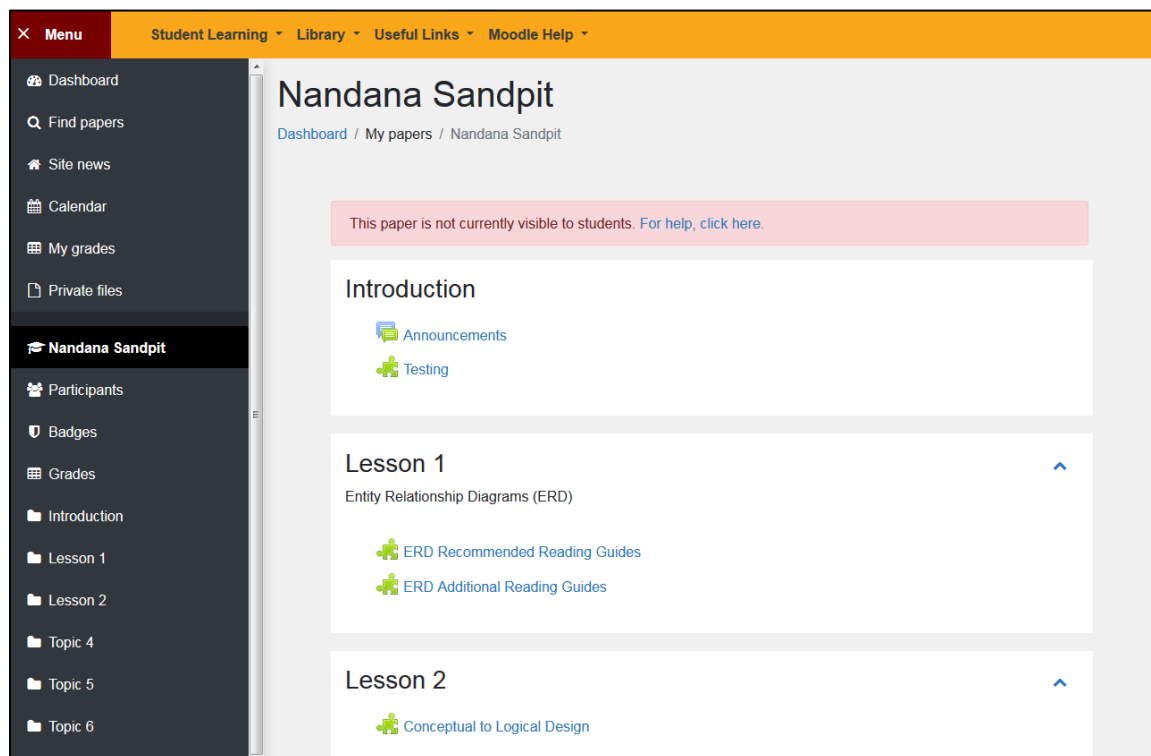 Menu
Student Learning Library Useful Links Moodle Help
Dashboard
Find papers
Site news
Calendar
My grades
Private files
Nandana Sandpit
Participants
Badges
Grades
Introduction
Lesson 1
Lesson 2
Topic 4
Topic 5
Topic 6
Nandana Sandpit
Dashboard / My papers / Nandana Sandpit
This paper is not currently visible to students. For help, click here.
Introduction
Announcements
Testing
Lesson 1
Entity Relationship Diagrams (ERD)
ERD Recommended Reading Guides
ERD Additional Reading Guides
Lesson 2
Conceptual to Logical Design